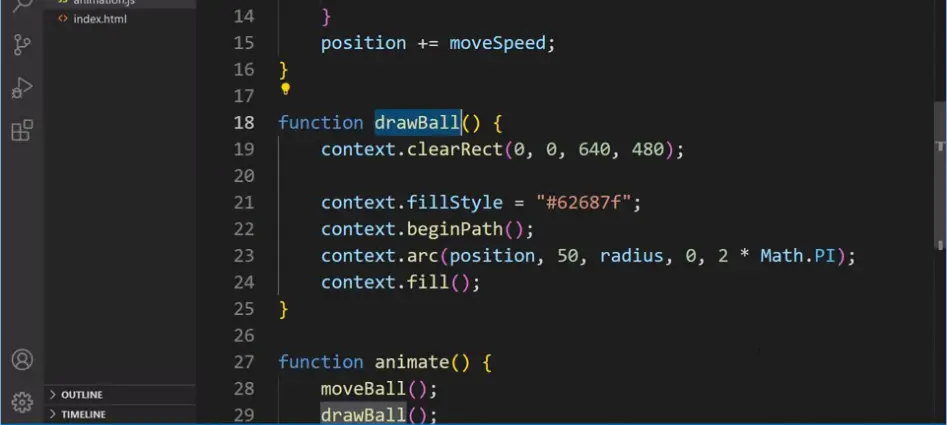 animation.js
index.html
OUTLINE
TIMELINE
14 }
15 position += moveSpeed;
16 }
17
18 function drawBall() {
19 context.clearRect(0, 0, 640, 480);
20
21 context.fillStyle = "#62687f";
22 context.beginPath();
23 context.arc(position, 50, radius, 0, 2 * Math.PI);
24 context.fill();
25 }
26
27 function animate() {
28 moveBall();
29 drawBall();